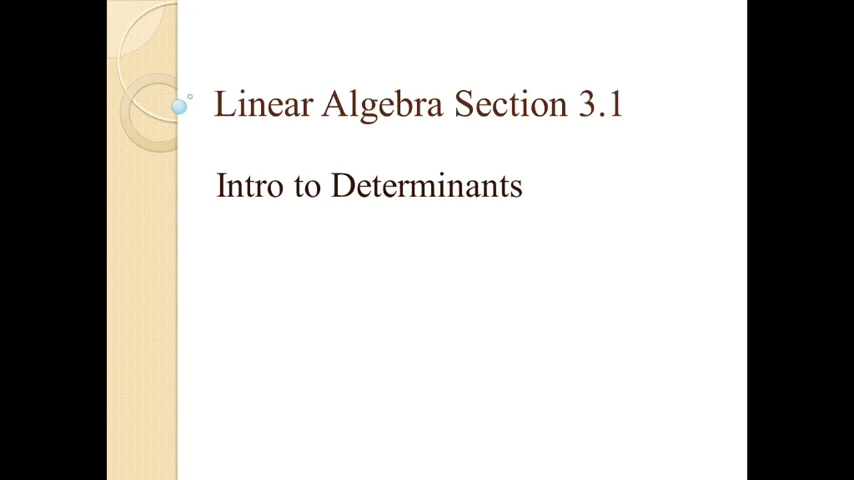 Linear Algebra Section 3.1
Intro to Determinants